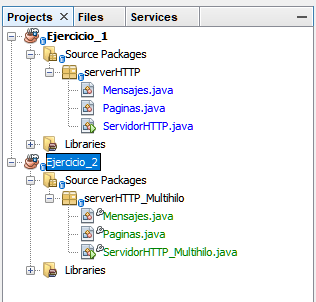 Projects Files Services
Ejercicio_1
Source Packages
serverHTTP
Mensajes.java
Paginas.java
ServidorHTTP.java
Libraries
Ejercicio_2
Source Packages
serverHTTP_Multihilo
Mensajes.java
Paginas.java
ServidorHTTP_Multihilo.java
Libraries